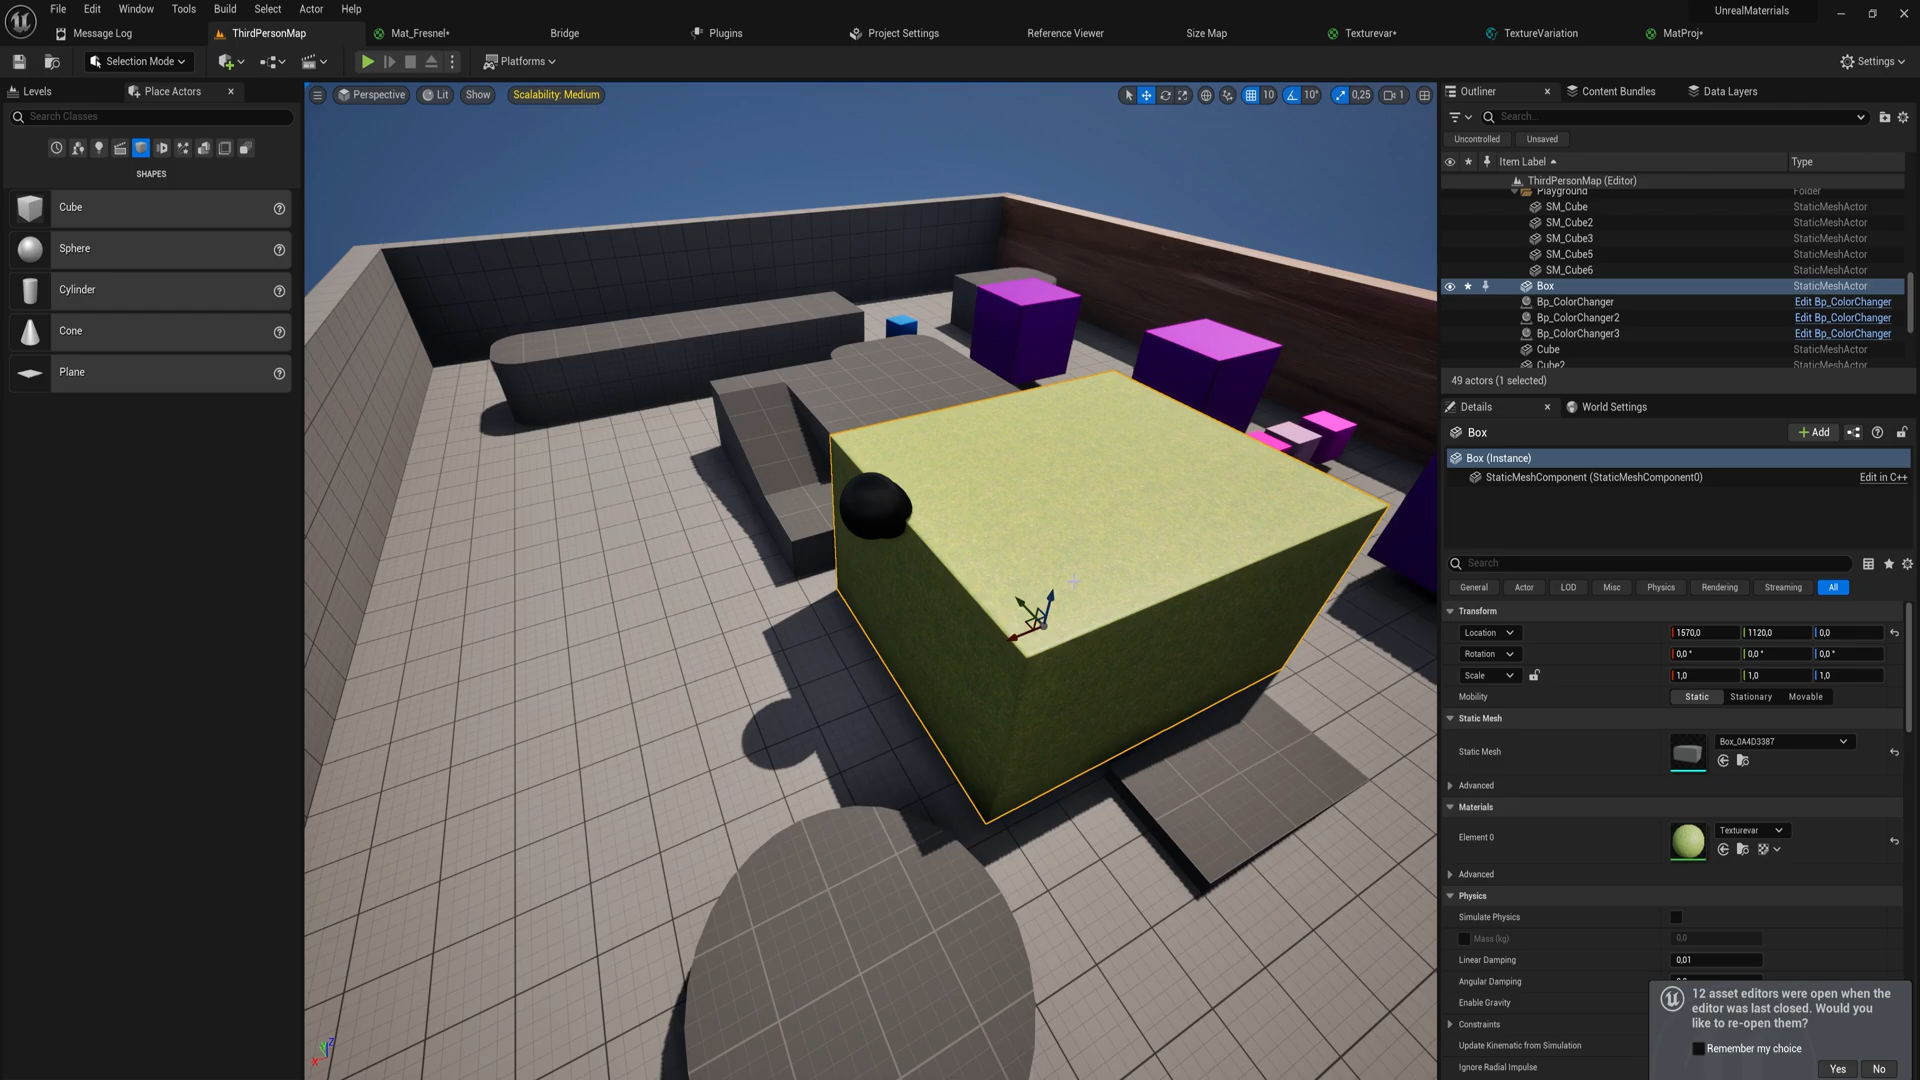 File Edit Window Tools Build Select Actor Help
UnrealMaterials
Message Log ThirdPersonMap Mat_Fresnel* Bridge Plugins Project Settings Reference Viewer Size Map Texturevar* TextureVariation MatProj*
Selection Mode Platforms Settings
Levels Place Actors
Search Classes
SHAPES
Cube
Sphere
Cylinder
Cone
Plane
Perspective Lit Show Scalability: Medium 10 10° 0,25 1
Outliner Content Bundles Data Layers
Search...
Uncontrolled Unsaved
Item Label Type
ThirdPersonMap (Editor)
Playground Folder
SM_Cube StaticMeshActor
SM_Cube2 StaticMeshActor
SM_Cube3 StaticMeshActor
SM_Cube5 StaticMeshActor
SM_Cube6 StaticMeshActor
Box StaticMeshActor
Bp_ColorChanger Edit Bp_ColorChanger
Bp_ColorChanger2 Edit Bp_ColorChanger
Bp_ColorChanger3 Edit Bp_ColorChanger
Cube StaticMeshActor
Cube2 StaticMeshActor
49 actors (1 selected)
Details World Settings
Box Add
Box (Instance)
StaticMeshComponent (StaticMeshComponent0) Edit in C++
Search
General Actor LOD Misc Physics Rendering Streaming All
Transform
Location 1570,0 1120,0 0,0
Rotation 0,0 ° 0,0 ° 0,0 °
Scale 1,0 1,0 1,0
Mobility Static Stationary Movable
Static Mesh
Static Mesh Box_0A4D3387
Advanced
Materials
Element 0 Texturevar
Advanced
Physics
Simulate Physics
Mass (kg) 0,0
Linear Damping 0,01
Angular Damping
Enable Gravity
Constraints
Update Kinematic from Simulation
Ignore Radial Impulse
12 asset editors were open when the
editor was last closed. Would you
like to re-open them?
Remember my choice
Yes No
Z
X